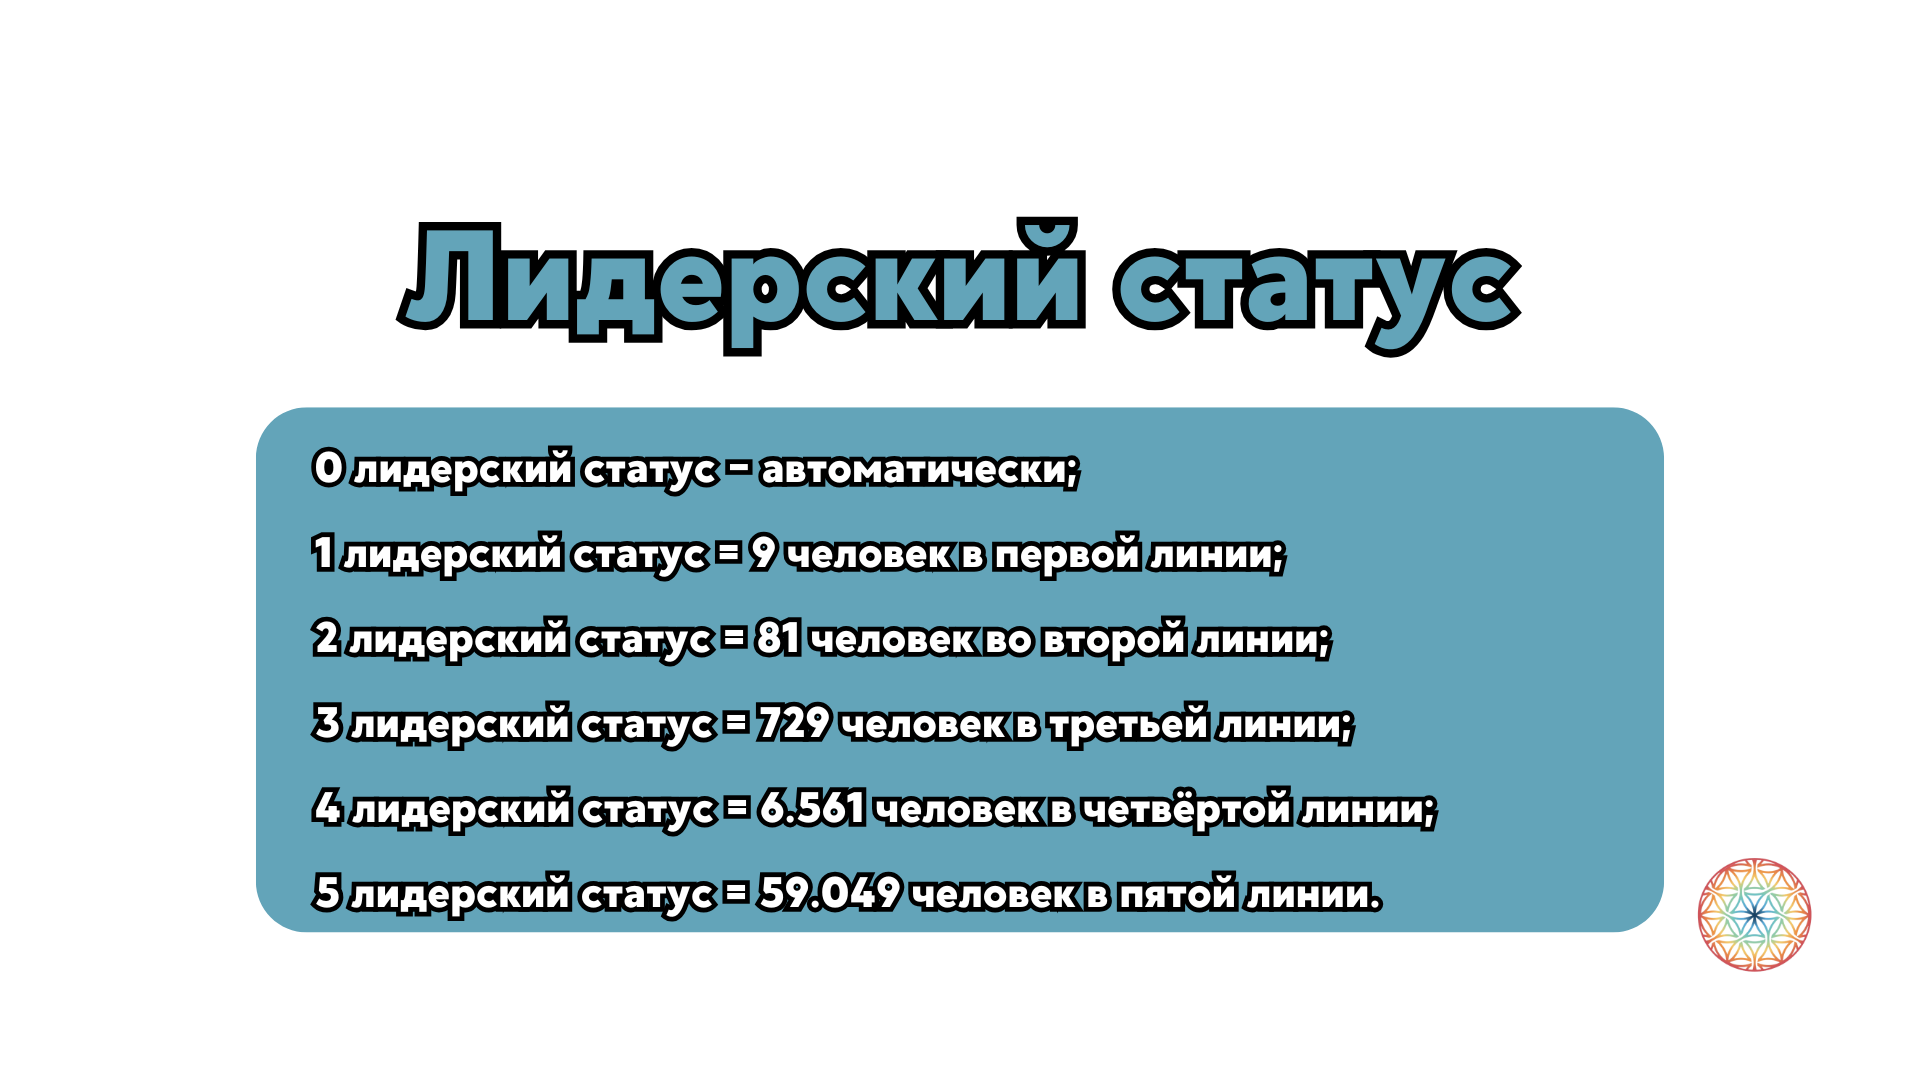 Лидерский статус
0 лидерский статус - автоматически;
1 лидерский статус = 9 человек в первой линии;
2 лидерский статус = 81 человек во второй линии;
3 лидерский статус = 729 человек в третьей линии;
4 лидерский статус = 6.561 человек в четвёртой линии;
5 лидерский статус = 59.049 человек в пятой линии.